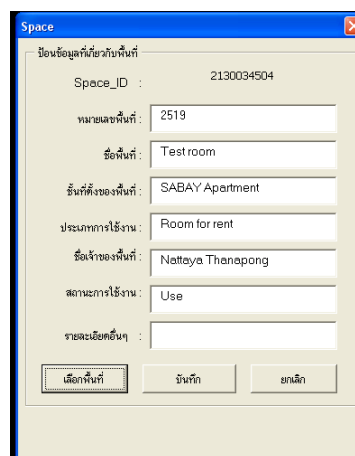 Space
ป้อนข้อมูลที่เกี่ยวกับพื้นที่
Space_ID : 2130034504
หมายเลขพื้นที่ : 2519
ชื่อพื้นที่ : Test room
ชั้นที่ตั้งของพื้นที่ : SABAY Apartment
ประเภทการใช้งาน : Room for rent
ชื่อเจ้าของพื้นที่ : Nattaya Thanapong
สถานะการใช้งาน : Use
รายละเอียดอื่นๆ :
เลือกพื้นที่ บันทึก ยกเลิก